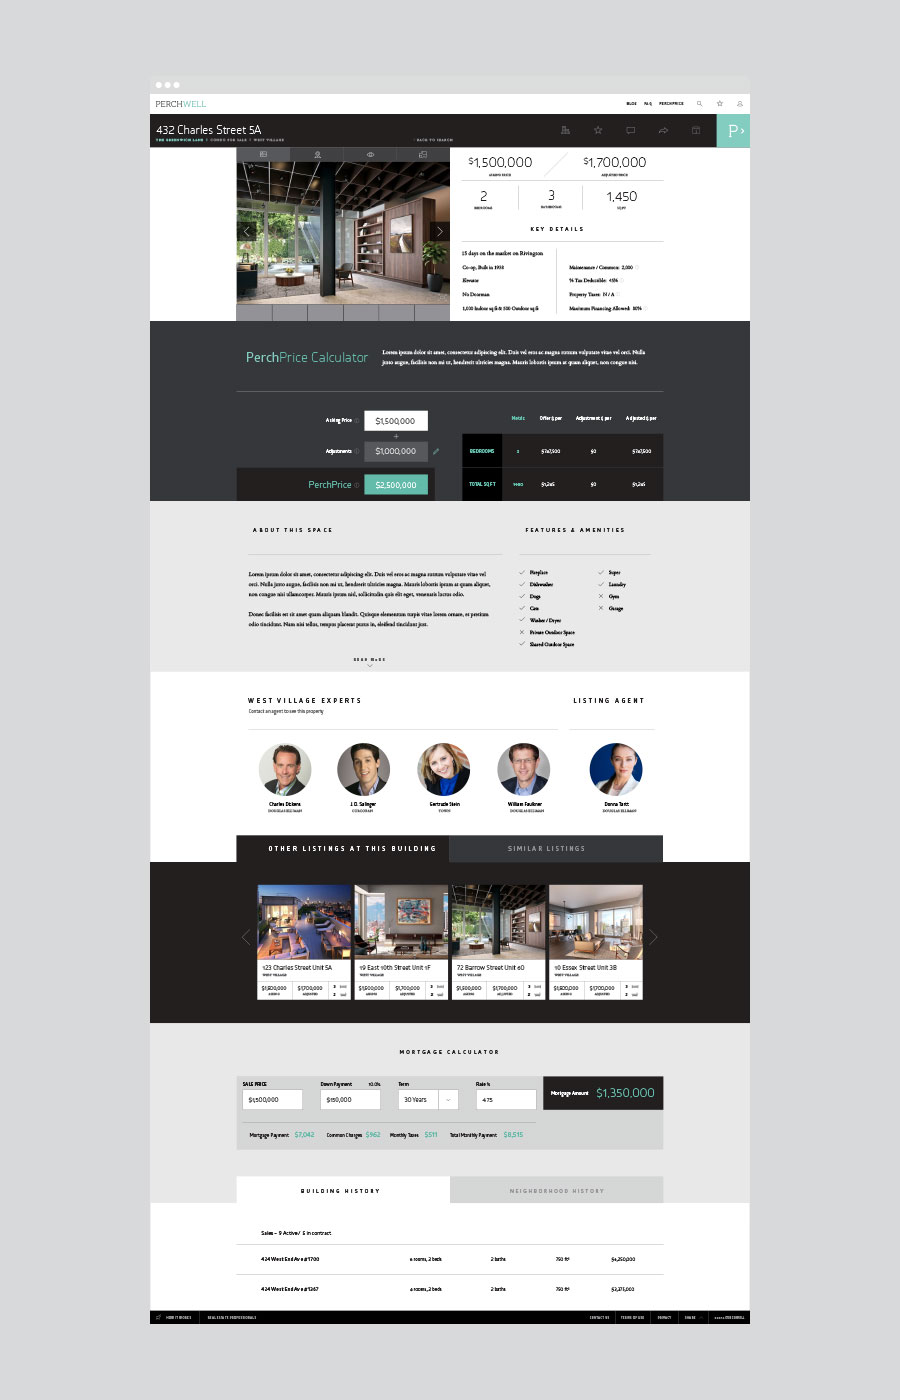 PERCHWELL
BLOG FAQ PERCHPRICE
432 Charles Street 5A
THE GREENWICH LANE | CONDO FOR SALE | WEST VILLAGE
BACK TO SEARCH
P>
$1,500,000
ASKING PRICE
$1,700,000
ADJUSTED PRICE
2
BEDROOMS
3
BATHROOMS
1,450
SQ FT
KEY DETAILS
15 days on the market on Rivington
Co-op, Built in 1938
Elevator
No Doorman
1,000 Indoor sq ft & 500 Outdoor sq ft
Maintenance / Common: 2,000
% Tax Deductible: 45%
Property Taxes: N / A
Maximum Financing Allowed: 80%
PerchPrice Calculator
Lorem ipsum dolor sit amet, consectetur adipiscing elit. Duis vel eros ac magna rutrum vulputate vitae vel orci. Nulla
justo augue, facilisis non mi ut, hendrerit ultricies magna. Mauris lobortis ipsum at quam aliquet, non congue nisi.
Asking Price
$1,500,000
+
Adjustments
$1,000,000
PerchPrice
$2,500,000
Metric Offer $ per Adjustment $ per Adjusted $ per
BEDROOMS 2 $767,500 $0 $767,500
TOTAL SQ FT 1400 $1,245 $0 $1,245
ABOUT THIS SPACE
Lorem ipsum dolor sit amet, consectetur adipiscing elit. Duis vel eros ac magna rutrum vulputate vitae vel
orci. Nulla justo augue, facilisis non mi ut, hendrerit ultricies magna. Mauris lobortis ipsum at quam aliquet,
non congue nisi ullamcorper. Mauris ipsum nisl, sollicitudin quis elit eget, venenatis luctus odio.
Donec facilisis est sit amet quam aliquam blandit. Quisque elementum turpis vitae lorem ornare, et pretium
odio tincidunt. Nam nisi tellus, tempus placerat purus in, eleifend tincidunt just.
READ MORE
FEATURES & AMENITIES
Fireplace
Dishwasher
Dogs
Cats
Washer / Dryer
Private Outdoor Space
Shared Outdoor Space
Super
Laundry
Gym
Garage
WEST VILLAGE EXPERTS
Contact an agent to see this property
LISTING AGENT
Charles Dickens
DOUGLAS ELLIMAN
J.D. Salinger
CORCORAN
Gertrude Stein
TOWN
William Faulkner
DOUGLAS ELLIMAN
Donna Tartt
DOUGLAS ELLIMAN
OTHER LISTINGS AT THIS BUILDING
SIMILAR LISTINGS
123 Charles Street Unit 5A
WEST VILLAGE
$1,500,000
ASKING
$1,700,000
ADJUSTED
3 bed
2 bath
19 East 10th Street Unit 1F
WEST VILLAGE
$1,500,000
ASKING
$1,700,000
ADJUSTED
3 bed
2 bath
72 Barrow Street Unit 6D
WEST VILLAGE
$1,500,000
ASKING
$1,700,000
ADJUSTED
3 bed
2 bath
10 Essex Street Unit 3B
WEST VILLAGE
$1,500,000
ASKING
$1,700,000
ADJUSTED
3 bed
2 bath
MORTGAGE CALCULATOR
SALE PRICE
$1,500,000
Down Payment 10.0%
$150,000
Term
30 Years
Rate %
4.75
Mortgage Amount $1,350,000
Mortgage Payment $7,042 Common Charges $962 Monthly Taxes $511 Total Monthly Payment $8,515
BUILDING HISTORY
NEIGHBORHOOD HISTORY
Sales - 9 Active / 6 in contract
424 West End Ave #1700 4 rooms, 2 beds 2 baths 750 ft² $4,250,000
424 West End Ave #1367 4 rooms, 2 beds 2 baths 750 ft² $2,375,000
HOW IT WORKS
REAL ESTATE PROFESSIONALS
CONTACT US
TERMS OF USE
PRIVACY
SHARE